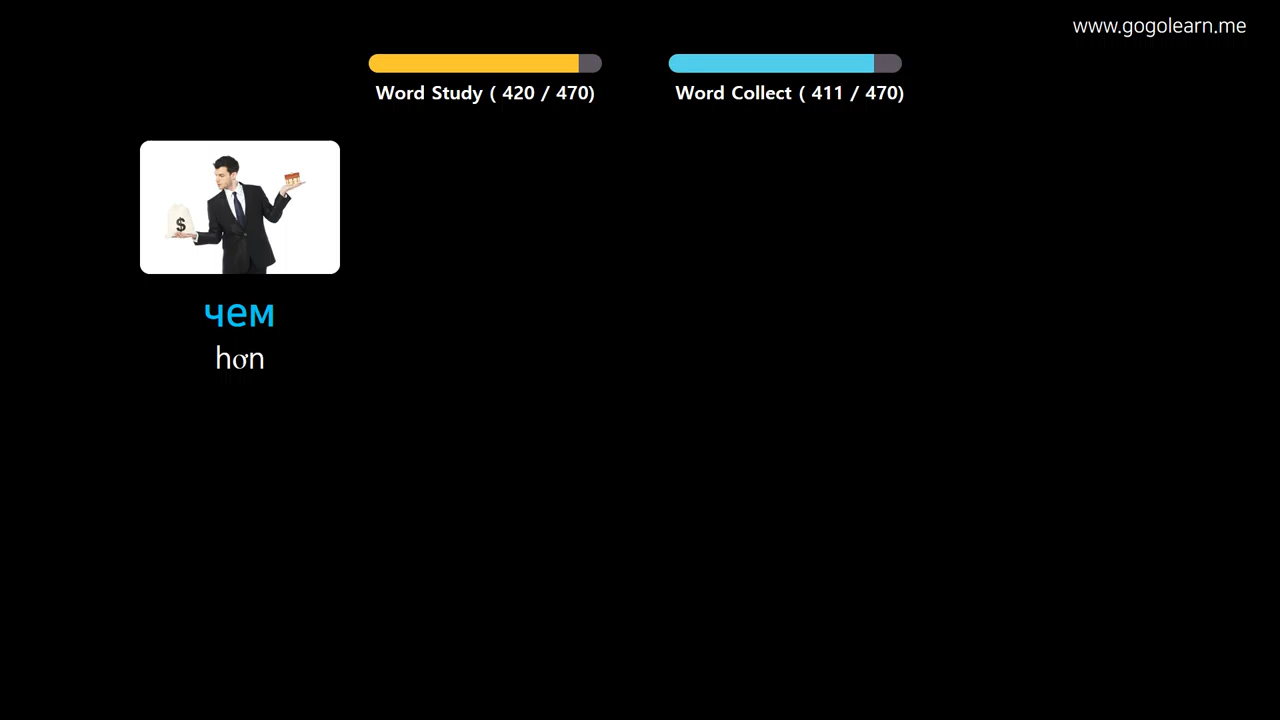 www.gogolearn.me
Word Study ( 420 / 470)
Word Collect ( 411 / 470)
$
чем
hơn